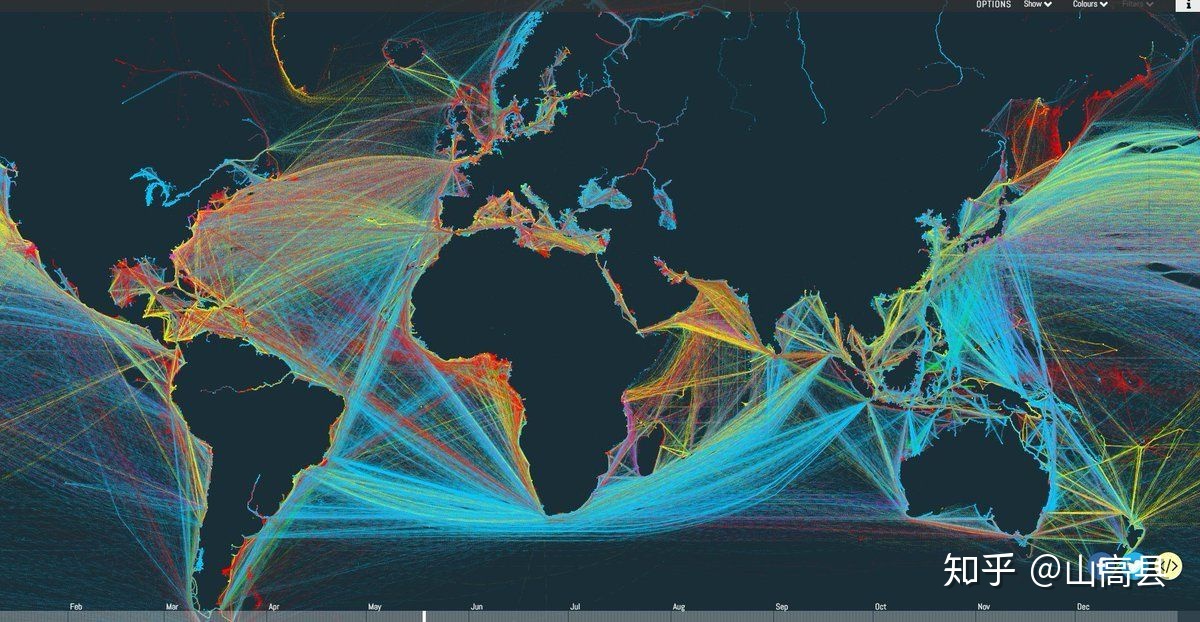 OPTIONS Show Colours Filters i
Feb Mar Apr May Jun Jul Aug Sep Oct Nov Dec
知乎 @山高县